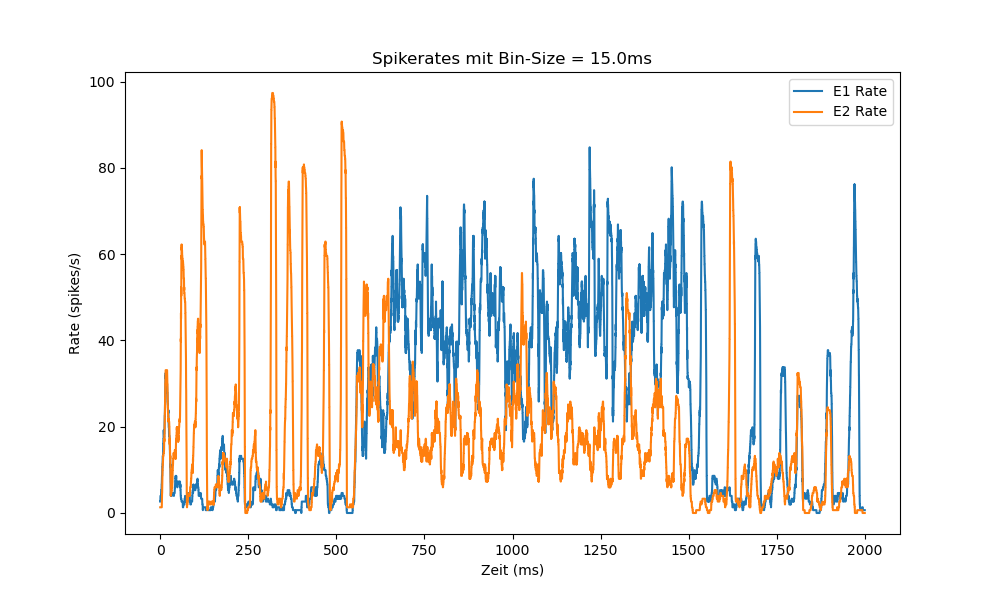 Spikerates mit Bin-Size = 15.0ms
E1 Rate
E2 Rate
100
80
60
40
20
0
Rate (spikes/s)
0 250 500 750 1000 1250 1500 1750 2000
Zeit (ms)